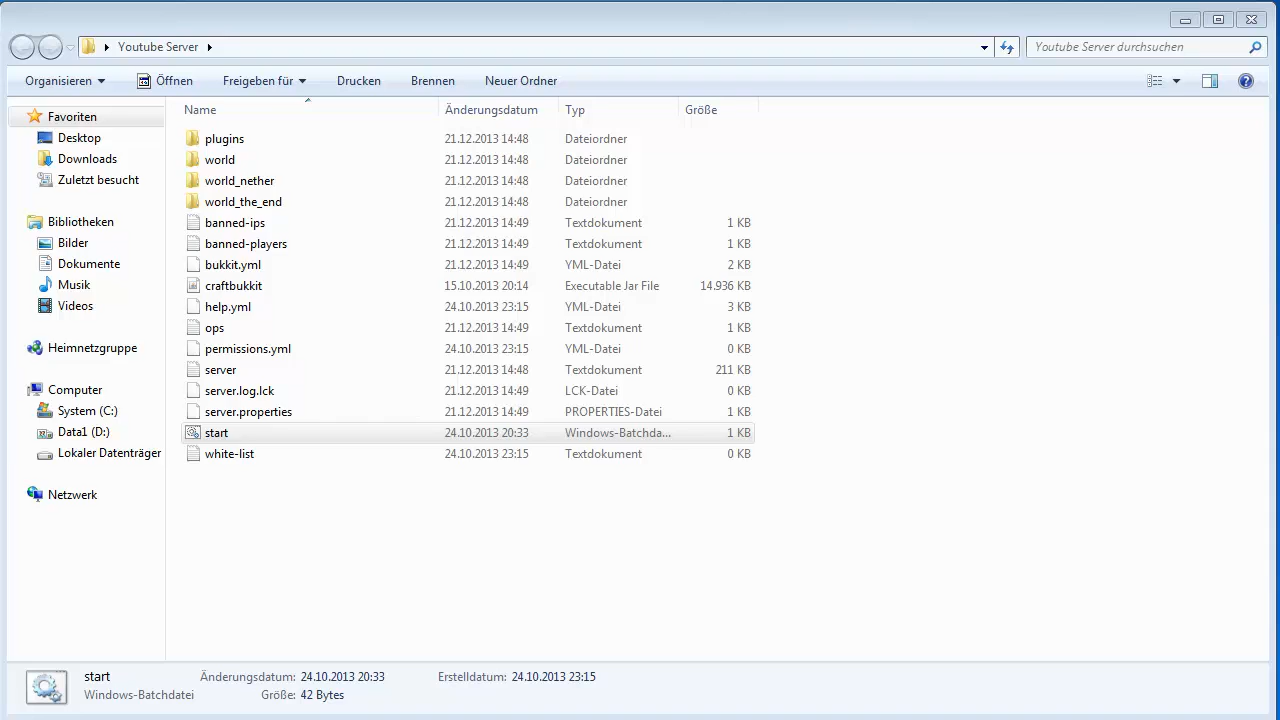 Youtube Server
Youtube Server durchsuchen
Organisieren Öffnen Freigeben für Drucken Brennen Neuer Ordner
Favoriten
Desktop
Downloads
Zuletzt besucht
Bibliotheken
Bilder
Dokumente
Musik
Videos
Heimnetzgruppe
Computer
System (C:)
Data1 (D:)
Lokaler Datenträger
Netzwerk
Name Änderungsdatum Typ Größe
plugins 21.12.2013 14:48 Dateiordner
world 21.12.2013 14:48 Dateiordner
world_nether 21.12.2013 14:48 Dateiordner
world_the_end 21.12.2013 14:48 Dateiordner
banned-ips 21.12.2013 14:49 Textdokument 1 KB
banned-players 21.12.2013 14:49 Textdokument 1 KB
bukkit.yml 21.12.2013 14:49 YML-Datei 2 KB
craftbukkit 15.10.2013 20:14 Executable Jar File 14.936 KB
help.yml 24.10.2013 23:15 YML-Datei 3 KB
ops 21.12.2013 14:49 Textdokument 1 KB
permissions.yml 24.10.2013 23:15 YML-Datei 0 KB
server 21.12.2013 14:48 Textdokument 211 KB
server.log.lck 21.12.2013 14:49 LCK-Datei 0 KB
server.properties 21.12.2013 14:49 PROPERTIES-Datei 1 KB
start 24.10.2013 20:33 Windows-Batchda... 1 KB
white-list 24.10.2013 23:15 Textdokument 0 KB
start Änderungsdatum: 24.10.2013 20:33 Erstelldatum: 24.10.2013 23:15
Windows-Batchdatei Größe: 42 Bytes